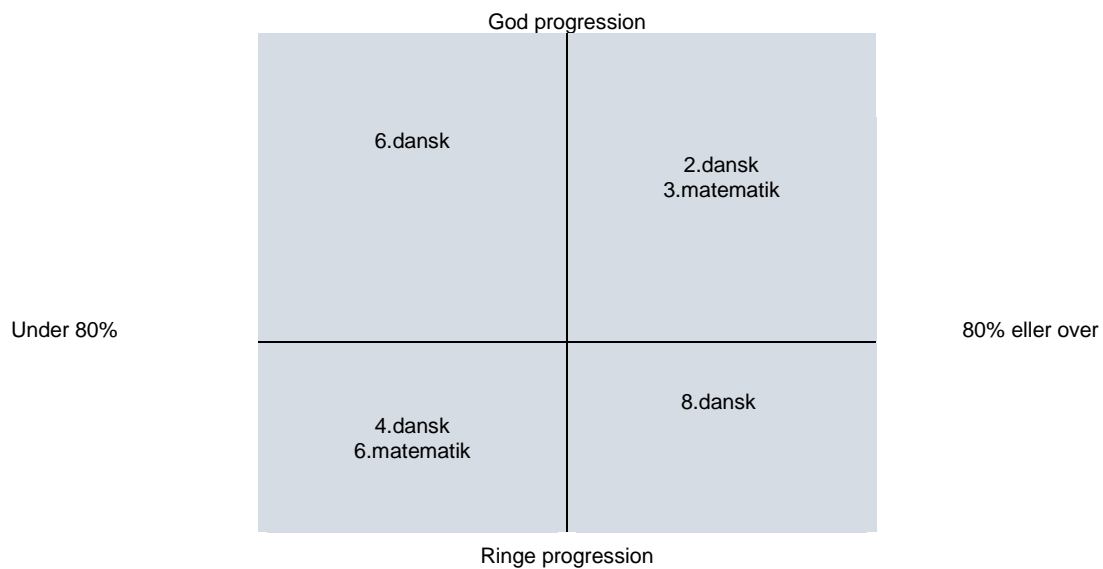 God progression
6.dansk
2.dansk
3.matematik
Under 80%
80% eller over
8.dansk
4.dansk
6.matematik
Ringe progression